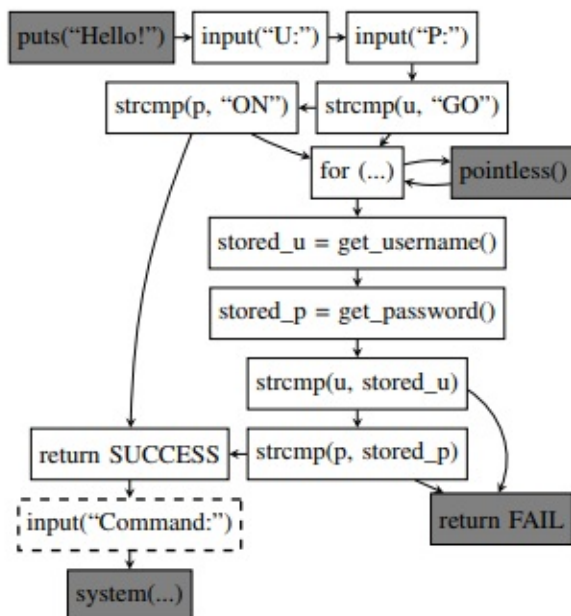 puts(“Hello!”)
input(“U:”)
input(“P:”)
strcmp(p, “ON”)
strcmp(u, “GO”)
for (...)
pointless()
stored_u = get_username()
stored_p = get_password()
strcmp(u, stored_u)
return SUCCESS
strcmp(p, stored_p)
input(“Command:”)
return FAIL
system(...)